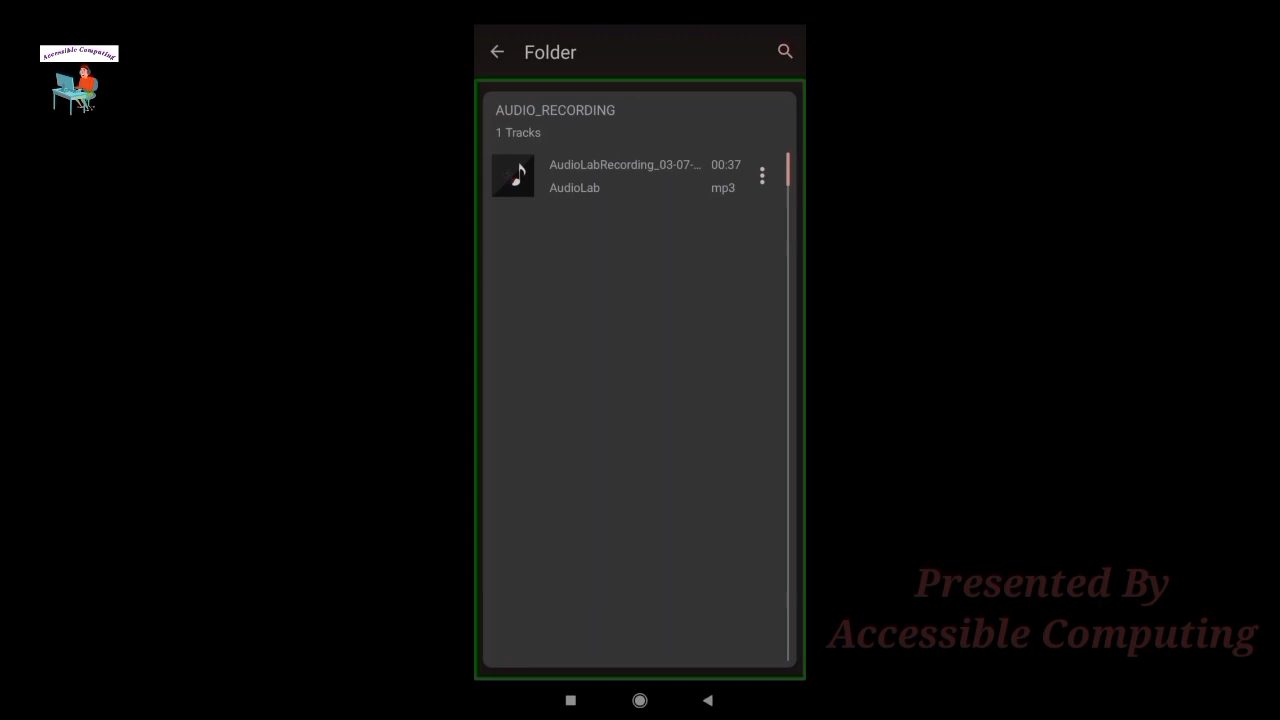 Accessible Computing
Folder
AUDIO_RECORDING
1 Tracks
AudioLabRecording_03-07-... 00:37
AudioLab mp3
Presented By
Accessible Computing